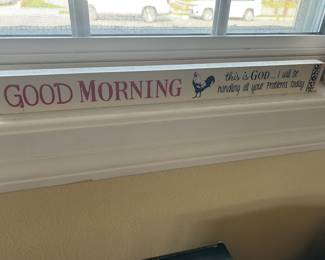 GOOD MORNING
this is GOD... I will be
handling all your Problems today